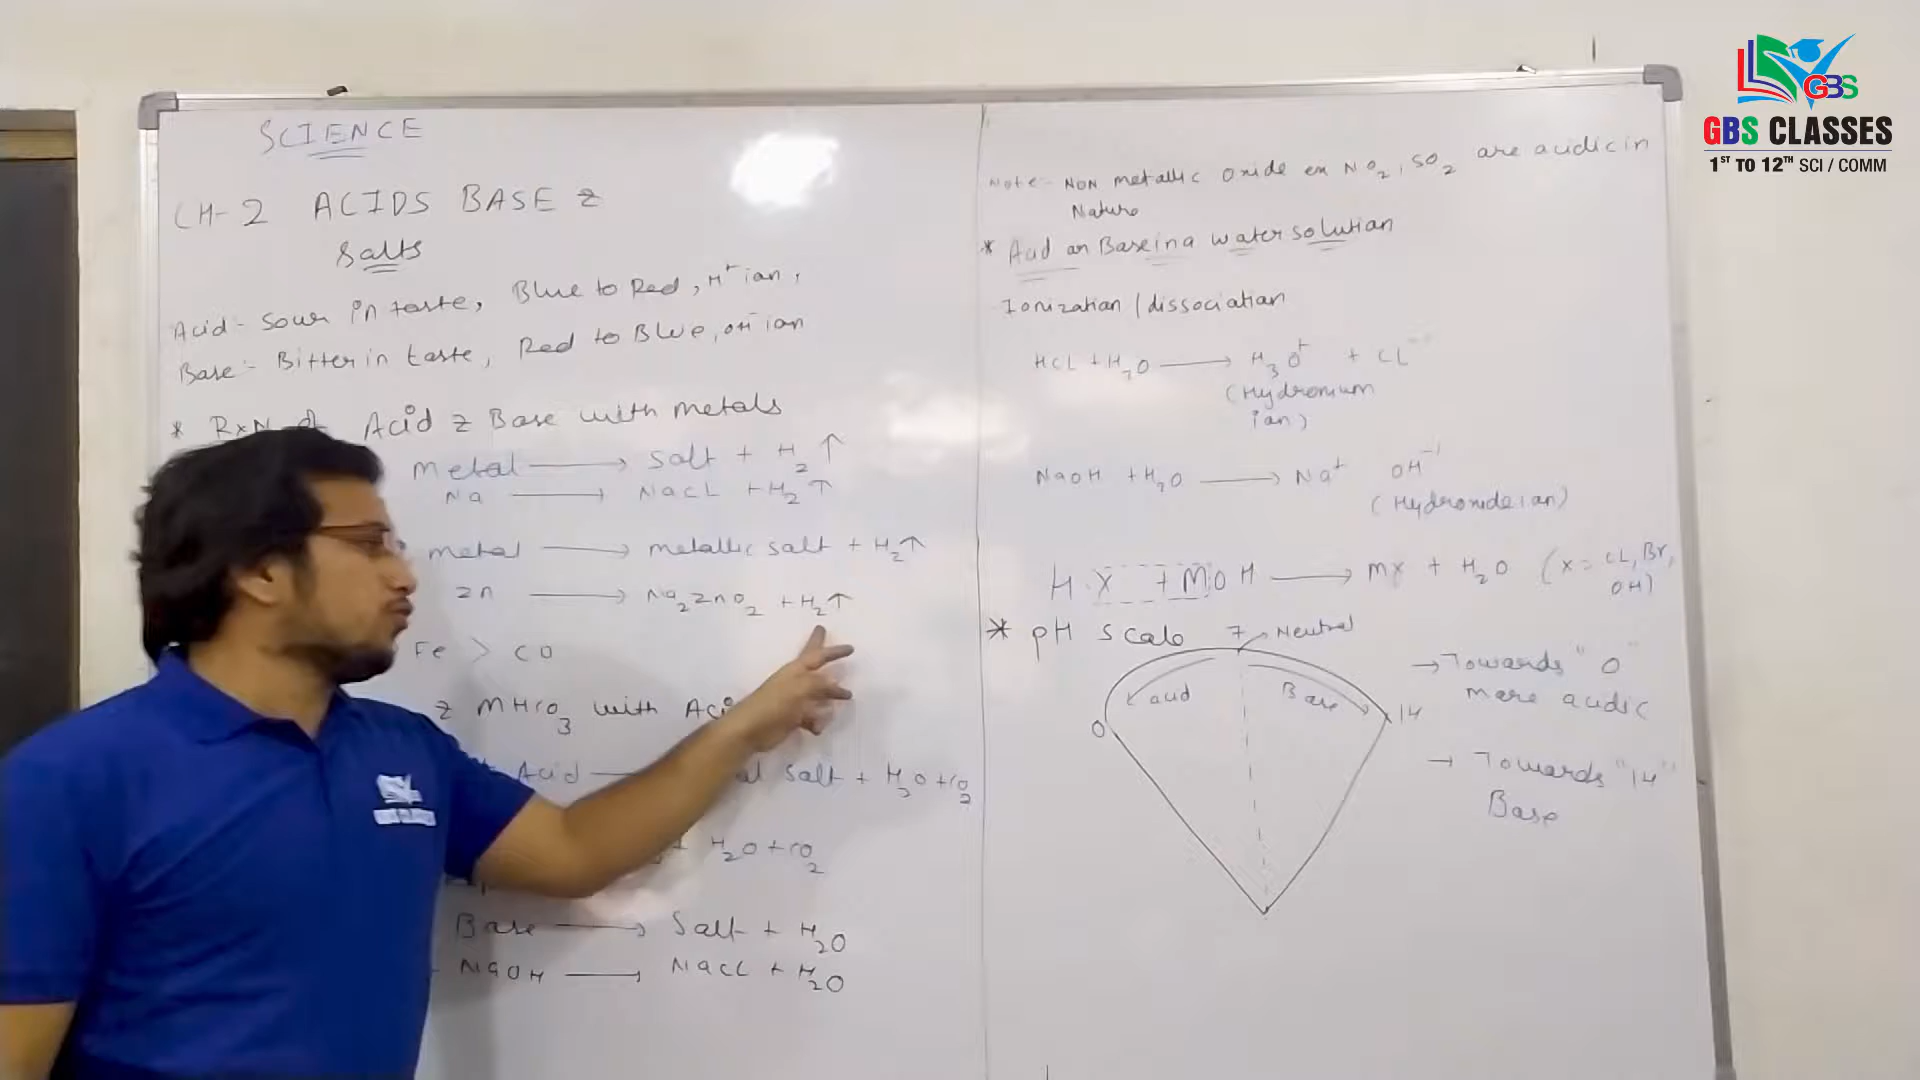 SCIENCE
CH-2 ACIDS BASE &
Salts
Acid - Sour in taste, Blue to Red, H+ ion,
Base - Bitter in taste, Red to Blue, OH- ion
* RxN of Acid & Base with metals
Metal → Salt + H2 ↑
Na → NaCL + H2 ↑
metal → metallic salt + H2 ↑
Zn → Na2ZnO2 + H2 ↑
Fe > CO
& MHCO3 with Aci
Acid salt + H2O + CO2
H2O + CO2
Base → Salt + H2O
NaOH → NaCL + H2O
Note - NON metallic Oxide ex NO2, SO2 are acidic in
Nature
* Acid or Base in a water solution
Ionization / dissociation
HCL + H2O → H3O+ + CL-
(Hydronium
ion)
NaOH + H2O → Na+ OH-
(Hydroxide ion)
H X + MOH → MX + H2O (X = CL, Br,
OH)
* pH Scale 7 → Neutral
acid Base
0 14
→ Towards "0"
more acidic
→ Towards "14"
Base
GBS
GBS CLASSES
1ST TO 12TH SCI / COMM